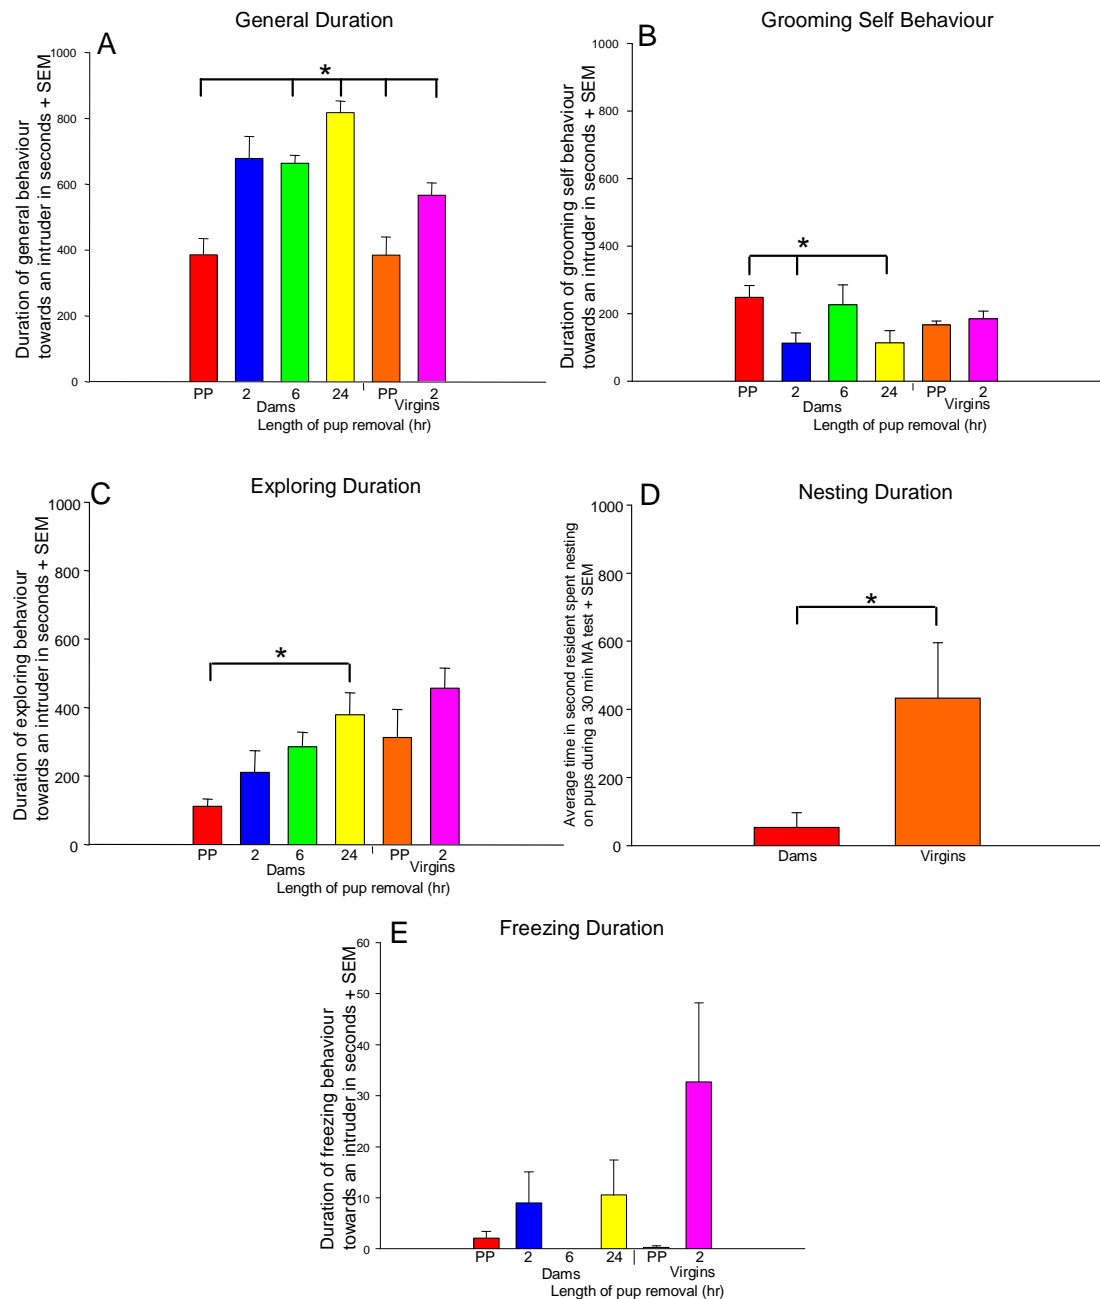 General Duration
A
Duration of general behaviour
towards an intruder in seconds + SEM
1000
800
600
400
200
0
*
PP 2 6 24 PP 2
Dams Virgins
Length of pup removal (hr)
Grooming Self Behaviour
B
Duration of grooming self behaviour
towards an intruder in seconds + SEM
1000
800
600
400
200
0
*
PP 2 6 24 PP 2
Dams Virgins
Length of pup removal (hr)
Exploring Duration
C
Duration of exploring behaviour
towards an intruder in seconds + SEM
1000
800
600
400
200
0
*
PP 2 6 24 PP 2
Dams Virgins
Length of pup removal (hr)
Nesting Duration
D
Average time in second resident spent nesting
on pups during a 30 min MA test + SEM
1000
800
600
400
200
0
*
Dams Virgins
Freezing Duration
E
Duration of freezing behaviour
towards an intruder in seconds + SEM
60
50
40
30
20
10
0
PP 2 6 24 PP 2
Dams Virgins
Length of pup removal (hr)